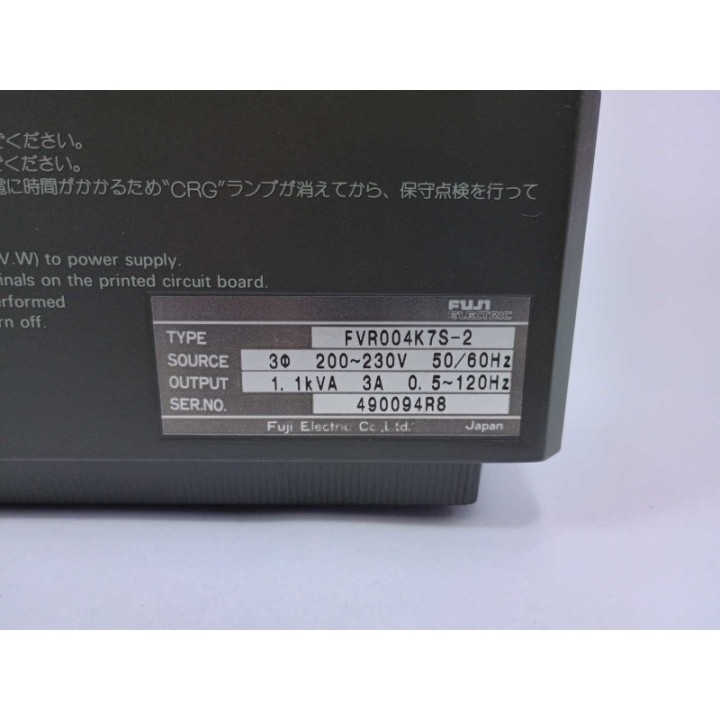 ください。
ください。
に時間がかかるため"CRG"ランプが消えてから、保守点検を行って
V.W) to power supply.
inals on the printed circuit board.
erformed
rn off.
FUJI
ELECTRIC
TYPE FVR004K7S-2
SOURCE 3Φ 200~230V 50/60Hz
OUTPUT 1.1kVA 3A 0.5~120Hz
SER.NO. 490094R8
Fuji Electric Co.,Ltd. Japan